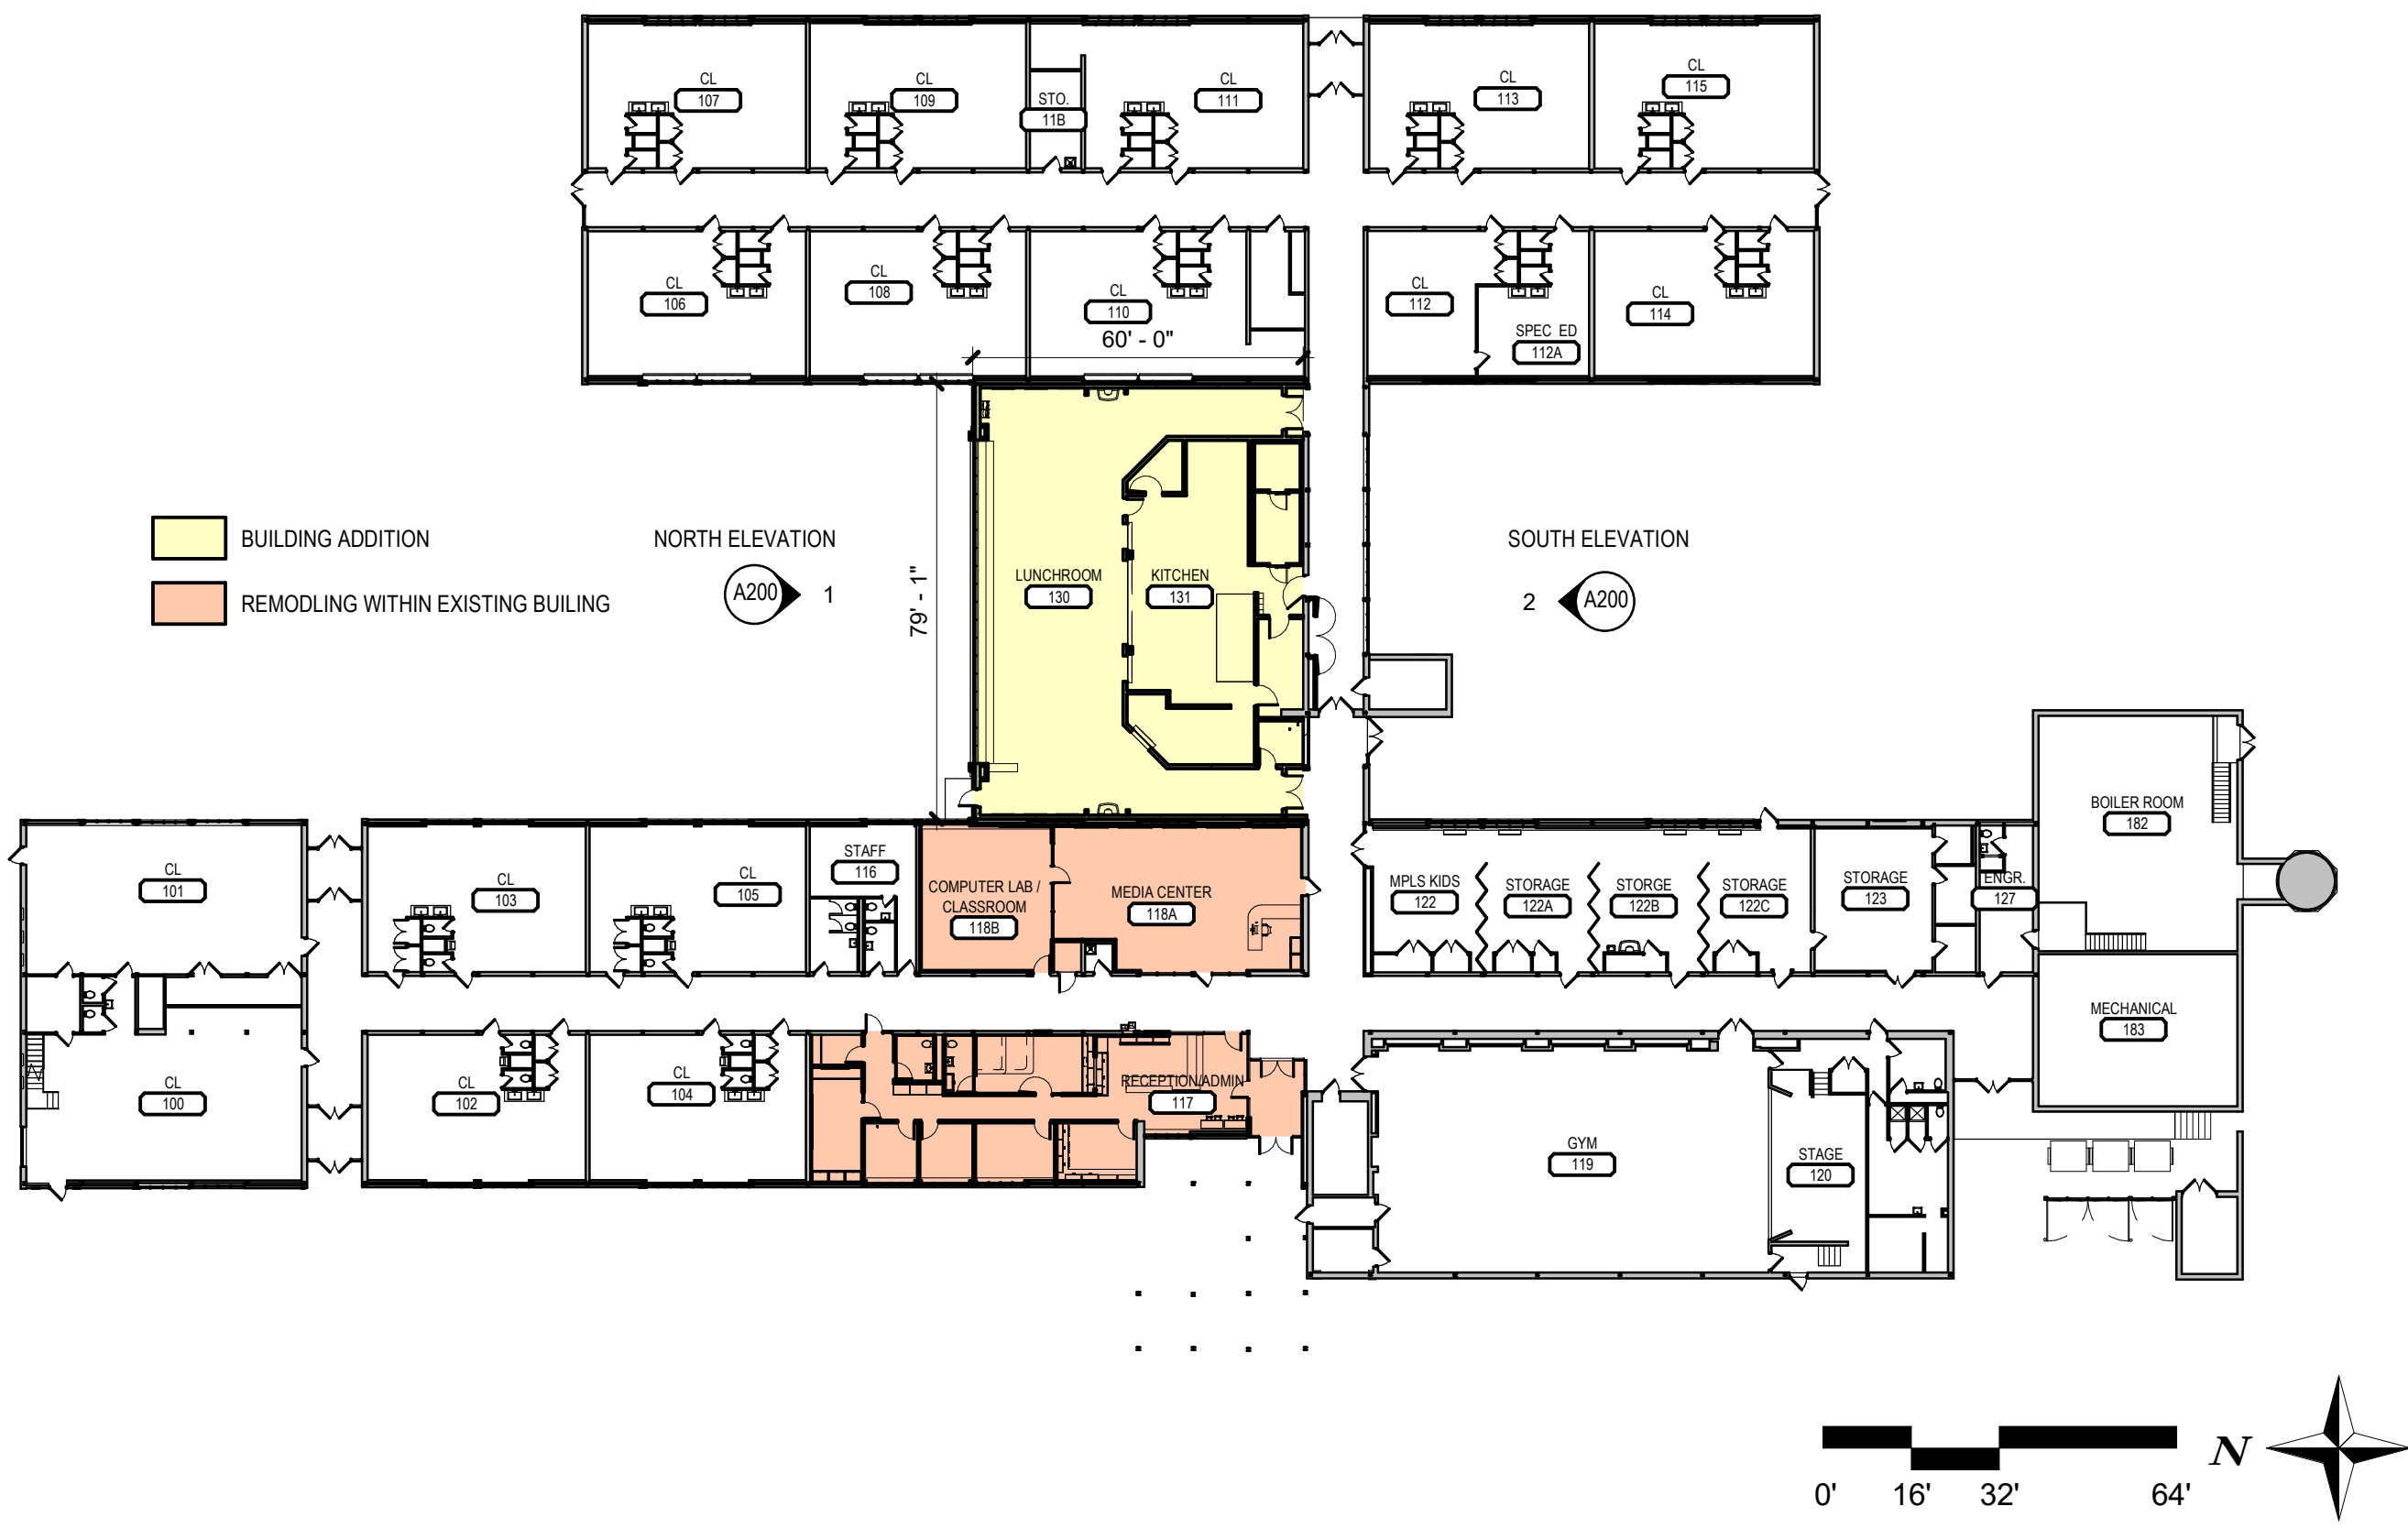 CL
107
CL
109
STO.
11B
CL
111
CL
113
CL
115
CL
106
CL
108
CL
110
60' - 0"
CL
112
SPEC ED
112A
CL
114
BUILDING ADDITION
REMODLING WITHIN EXISTING BUILING
NORTH ELEVATION
A200
1
79' - 1"
LUNCHROOM
130
KITCHEN
131
SOUTH ELEVATION
2
A200
CL
101
CL
103
CL
105
STAFF
116
COMPUTER LAB /
CLASSROOM
118B
MEDIA CENTER
118A
MPLS KIDS
122
STORAGE
122A
STORGE
122B
STORAGE
122C
STORAGE
123
ENGR.
127
BOILER ROOM
182
MECHANICAL
183
CL
100
CL
102
CL
104
RECEPTION/ADMIN
117
GYM
119
STAGE
120
0'
16'
32'
64'
N